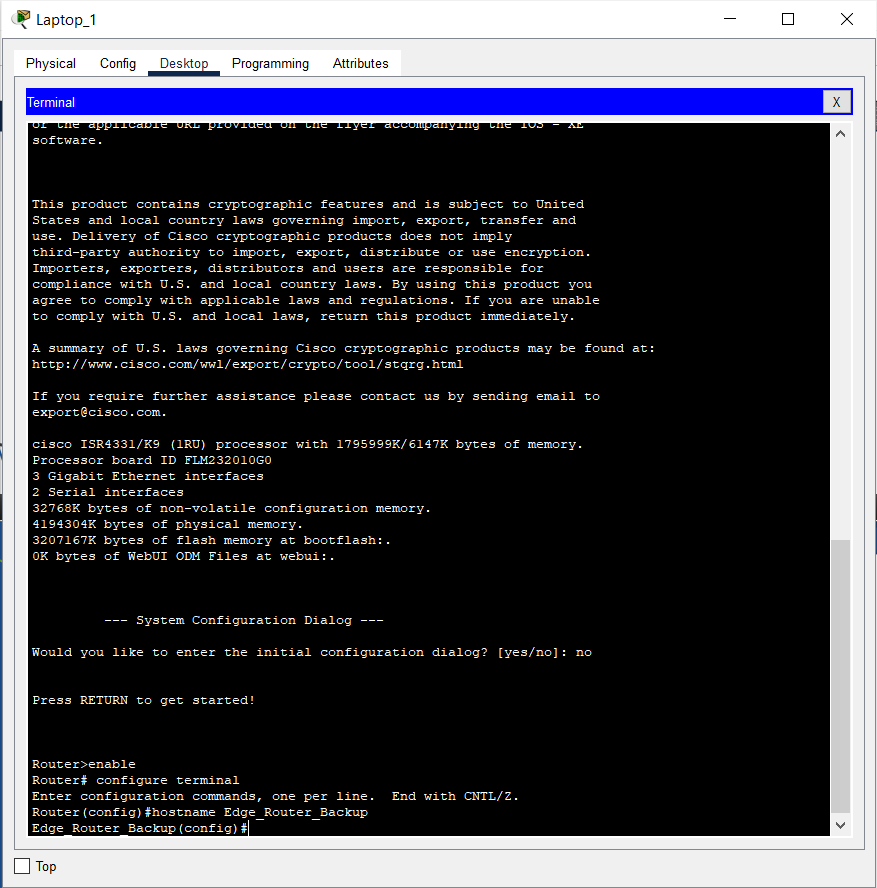 Laptop_1
Physical Config Desktop Programming Attributes
Terminal X
or the applicable URL provided on the flyer accompanying the IOS - XE
software.
This product contains cryptographic features and is subject to United
States and local country laws governing import, export, transfer and
use. Delivery of Cisco cryptographic products does not imply
third-party authority to import, export, distribute or use encryption.
Importers, exporters, distributors and users are responsible for
compliance with U.S. and local country laws. By using this product you
agree to comply with applicable laws and regulations. If you are unable
to comply with U.S. and local laws, return this product immediately.
A summary of U.S. laws governing Cisco cryptographic products may be found at:
http://www.cisco.com/wwl/export/crypto/tool/stqrg.html
If you require further assistance please contact us by sending email to
export@cisco.com.
cisco ISR4331/K9 (1RU) processor with 1795999K/6147K bytes of memory.
Processor board ID FLM232010G0
3 Gigabit Ethernet interfaces
2 Serial interfaces
32768K bytes of non-volatile configuration memory.
4194304K bytes of physical memory.
3207167K bytes of flash memory at bootflash:.
0K bytes of WebUI ODM Files at webui:.
--- System Configuration Dialog ---
Would you like to enter the initial configuration dialog? [yes/no]: no
Press RETURN to get started!
Router>enable
Router# configure terminal
Enter configuration commands, one per line.  End with CNTL/Z.
Router(config)#hostname Edge_Router_Backup
Edge_Router_Backup(config)#
Top